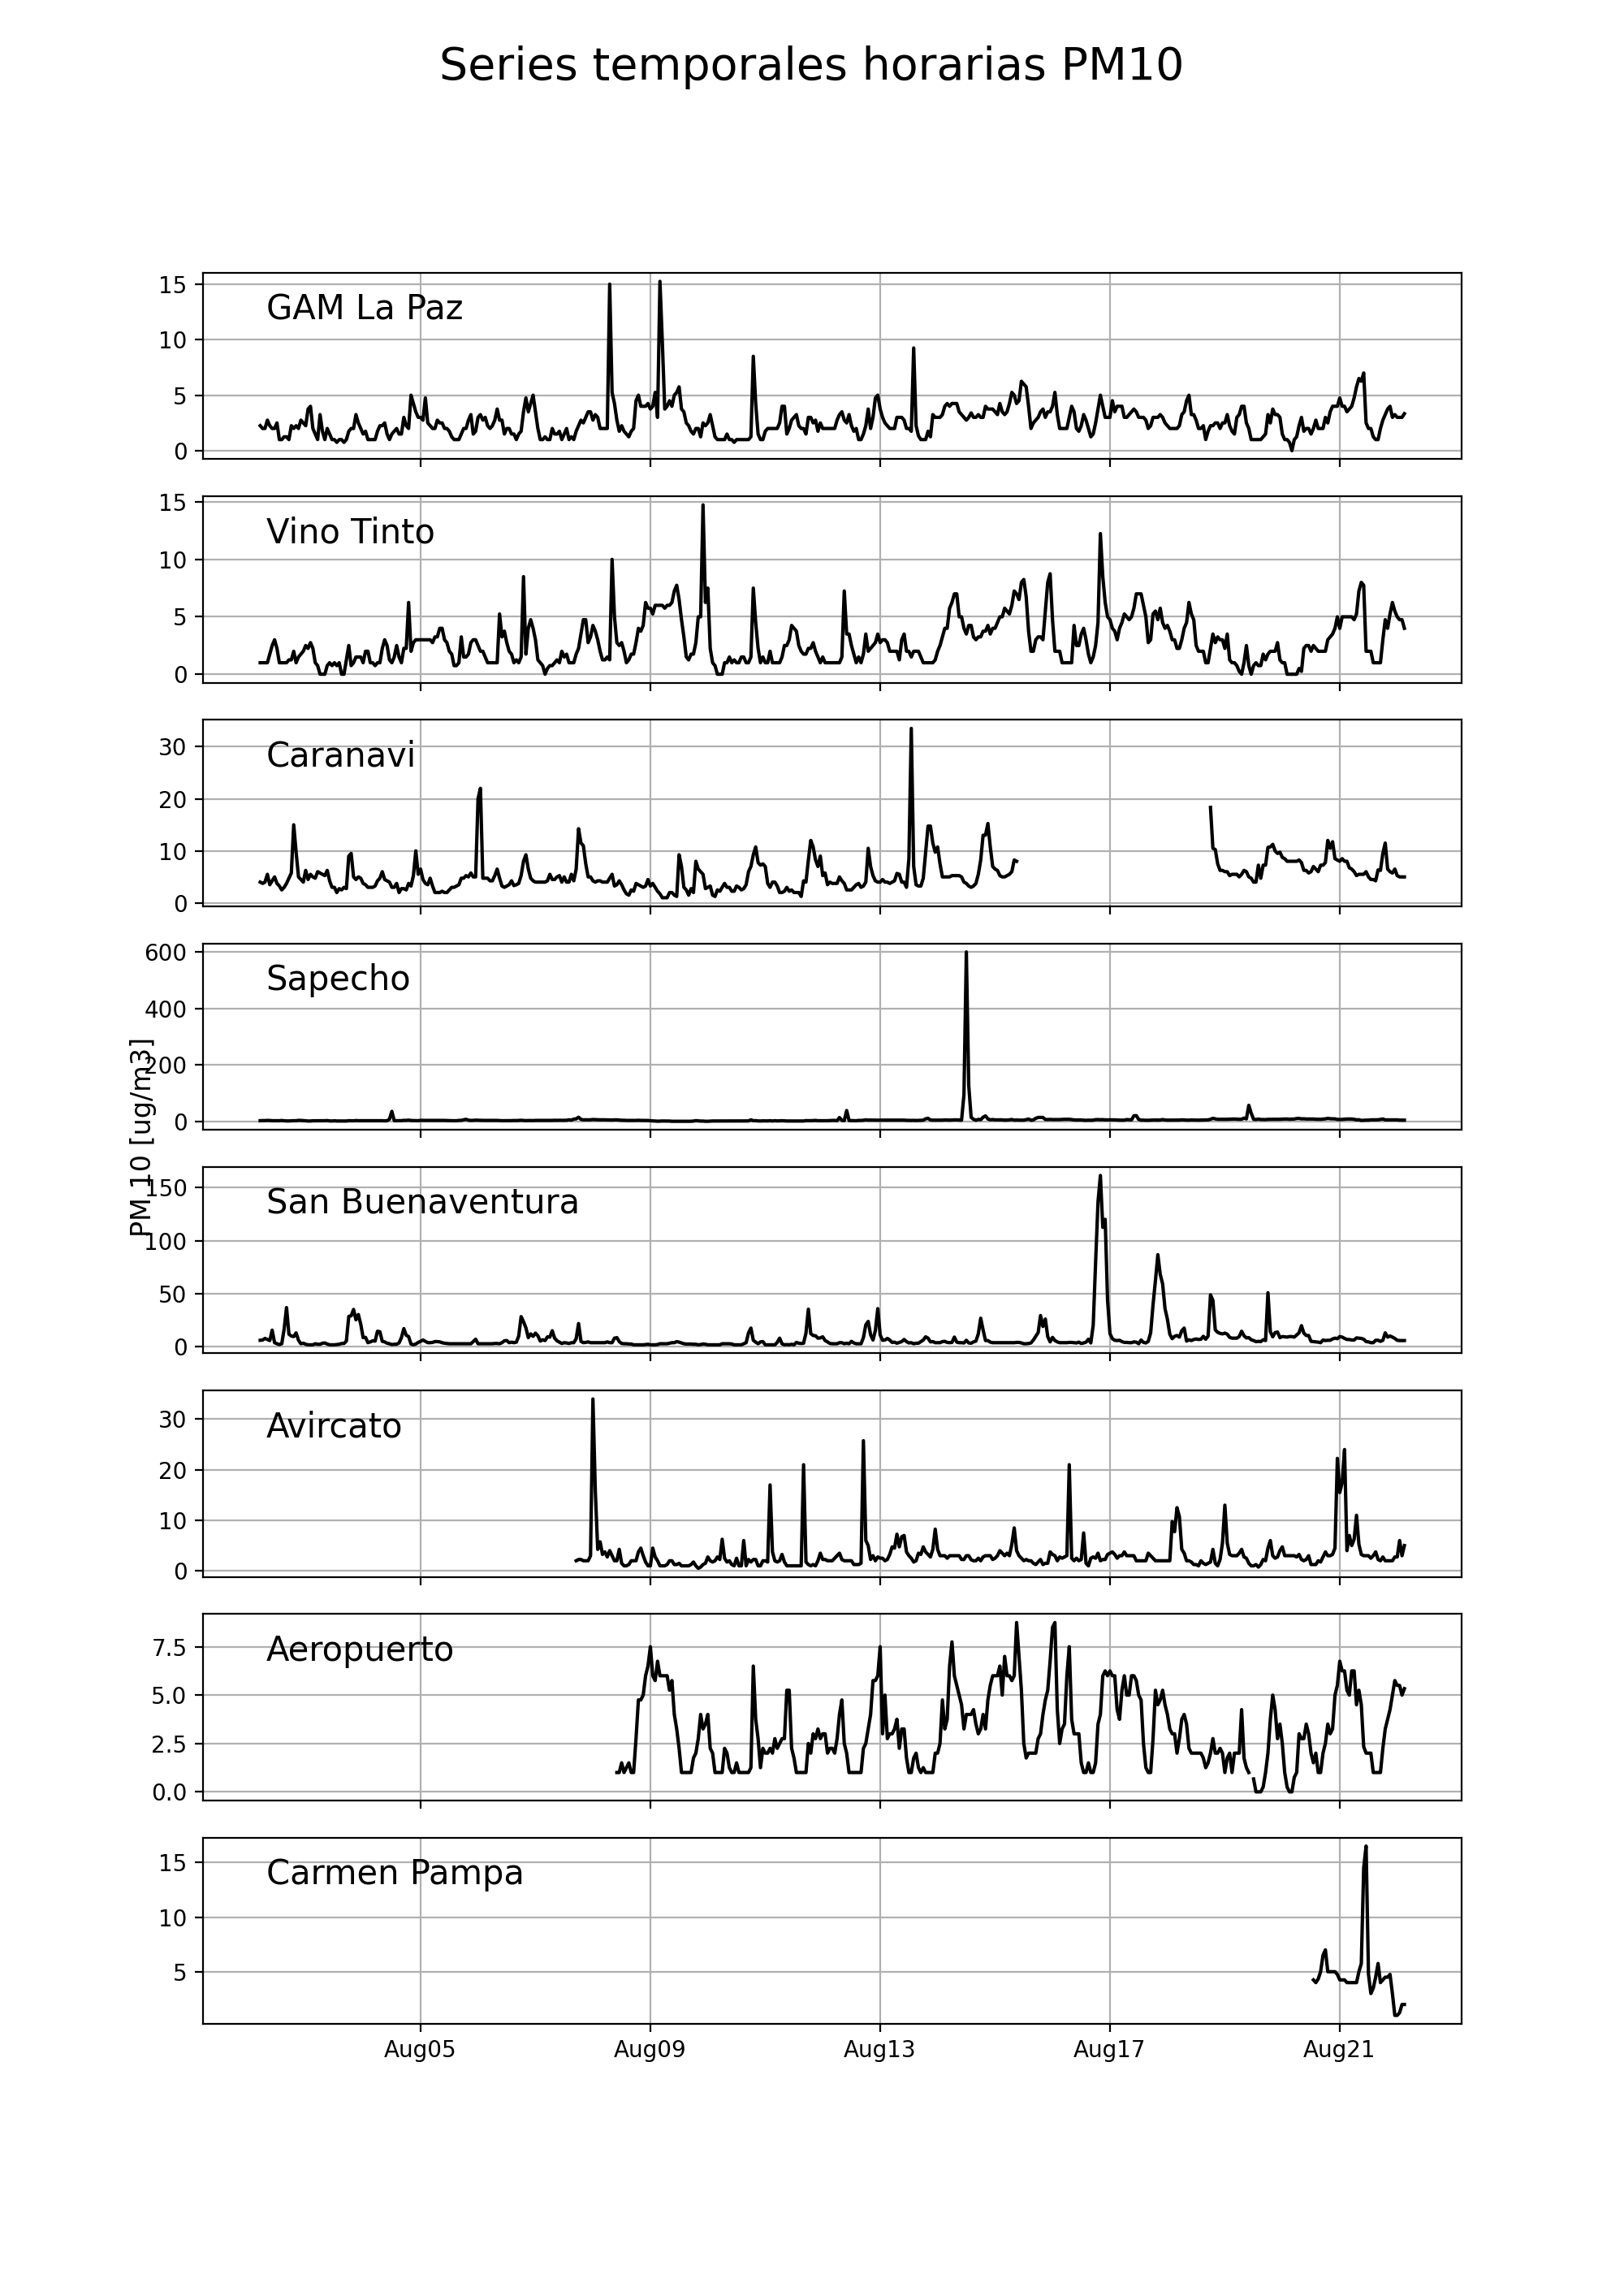 Series temporales horarias PM10
15
10
5
0
GAM La Paz
15
10
5
0
Vino Tinto
30
20
10
0
Caranavi
600
400
200
0
Sapecho
PM 10 [ug/m3]
150
100
50
0
San Buenaventura
30
20
10
0
Avircato
7.5
5.0
2.5
0.0
Aeropuerto
15
10
5
Carmen Pampa
Aug05 Aug09 Aug13 Aug17 Aug21